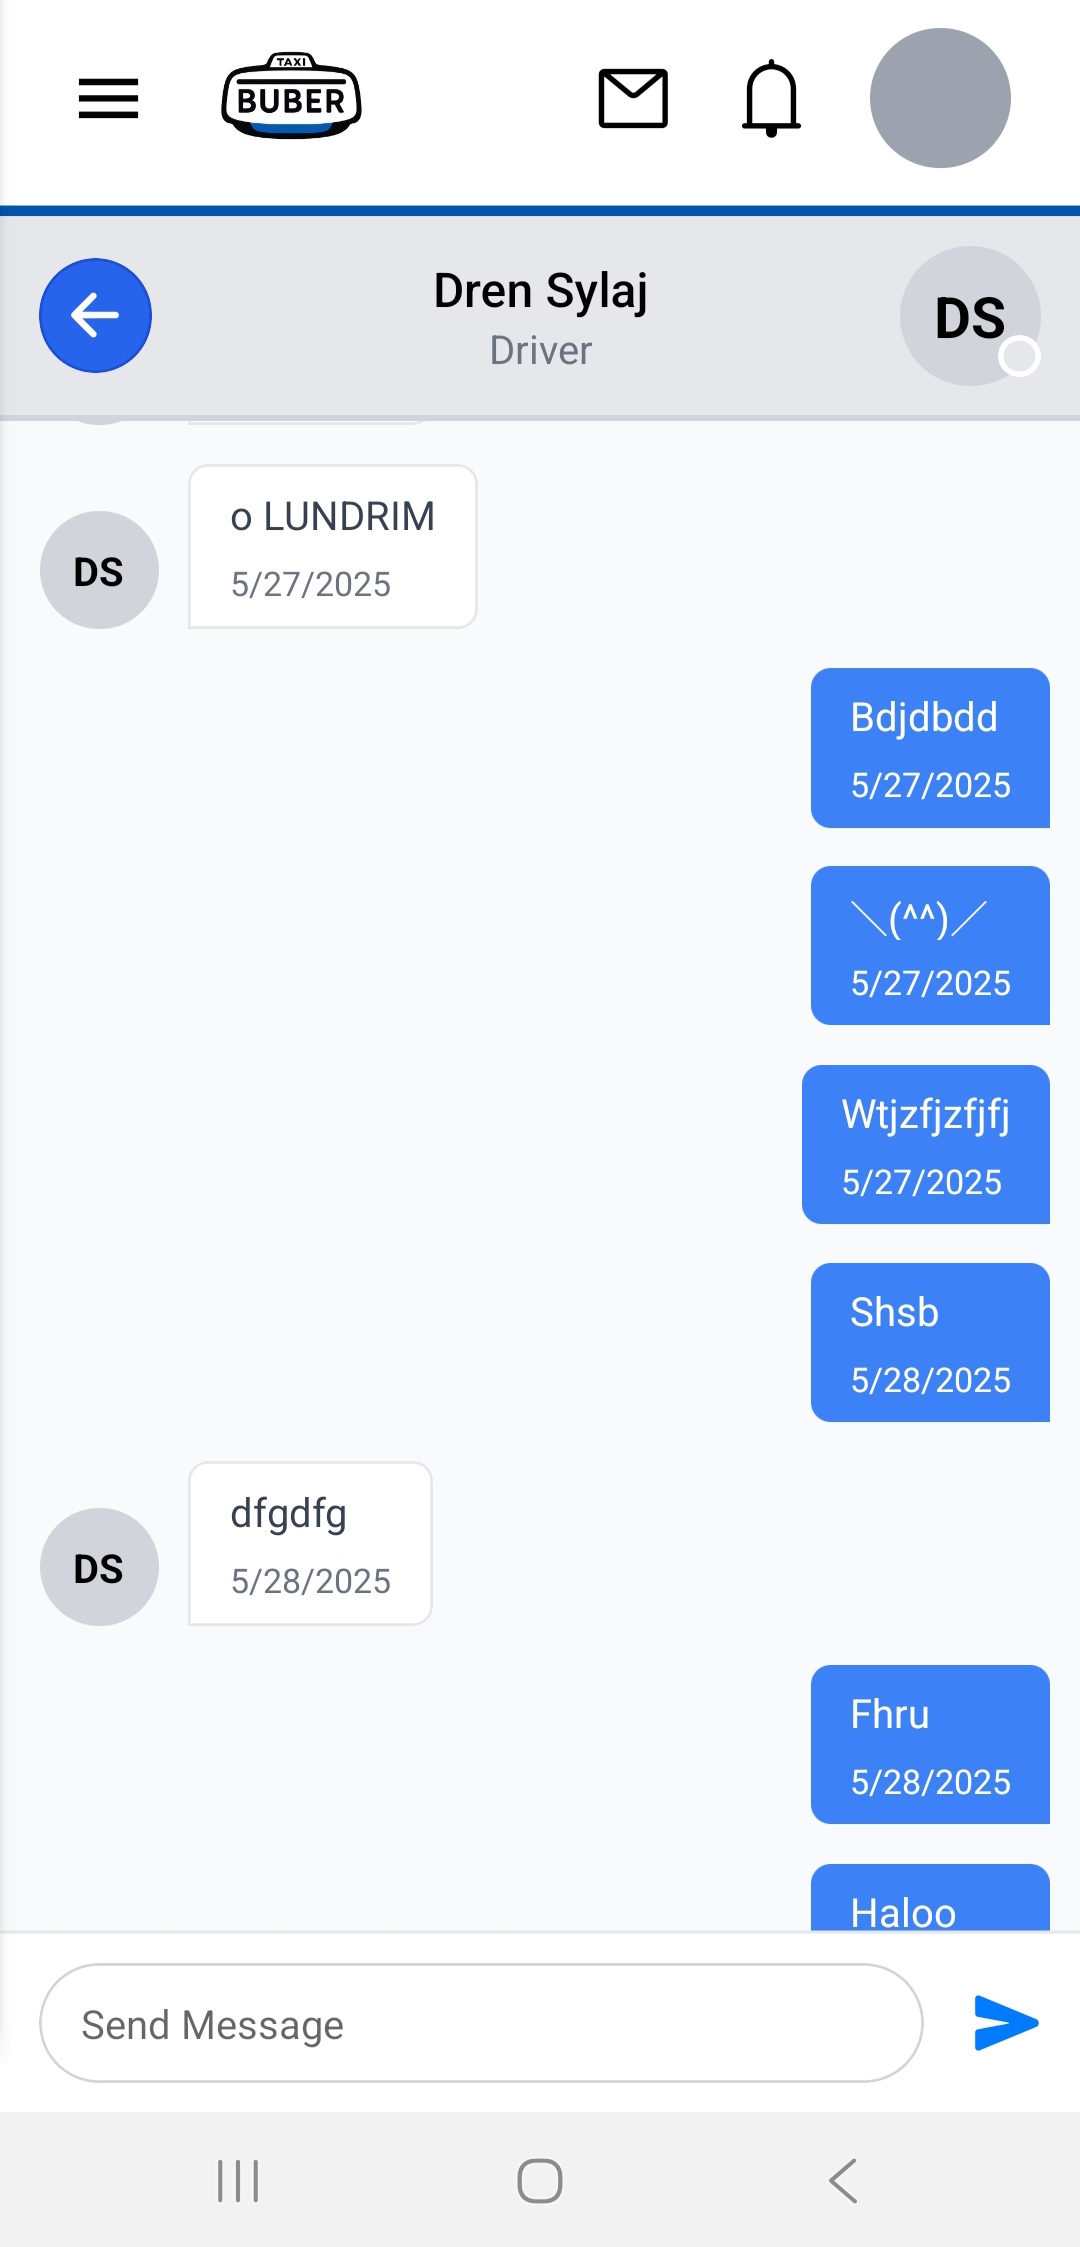 TAXI
BUBER
Dren Sylaj
Driver
DS
o LUNDRIM
5/27/2025
DS
Bdjdbdd
5/27/2025
＼(^^)／
5/27/2025
Wtjzfjzfjfj
5/27/2025
Shsb
5/28/2025
dfgdfg
5/28/2025
DS
Fhru
5/28/2025
Haloo
Send Message